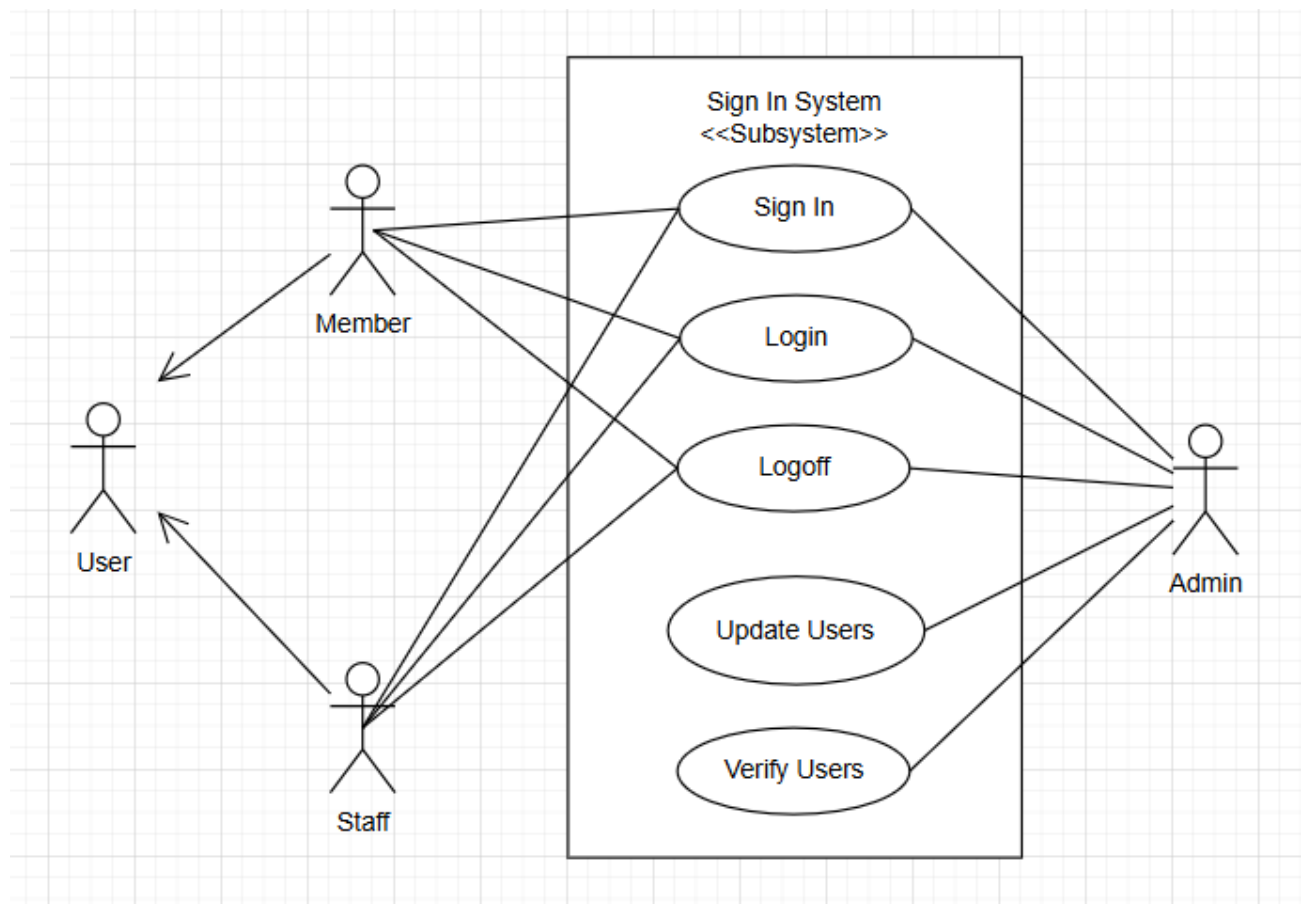 Sign In System
<<Subsystem>>
Sign In
Member
Login
Logoff
User
Admin
Update Users
Verify Users
Staff